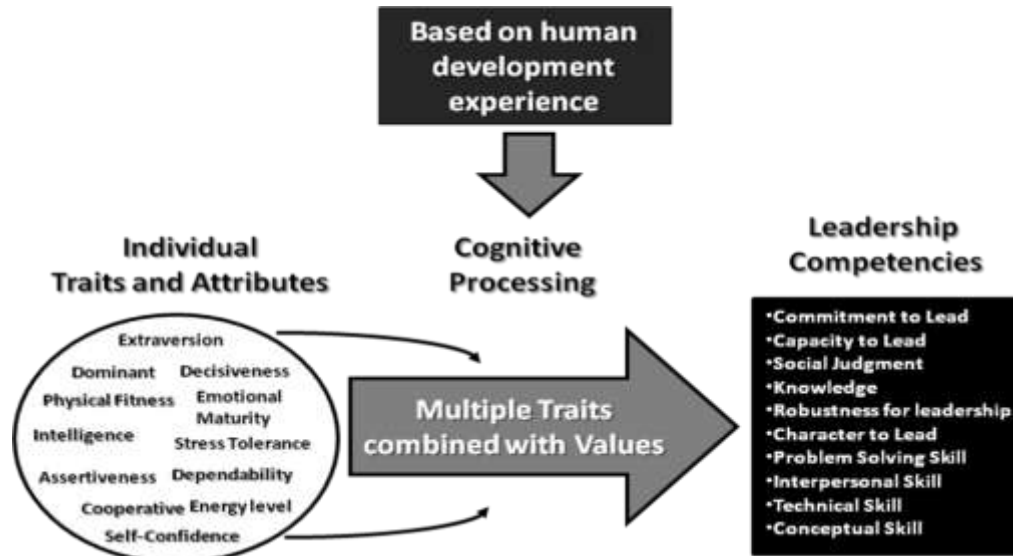 Based on human
development
experience
Individual
Traits and Attributes
Cognitive
Processing
Leadership
Competencies
Extraversion
Dominant
Decisiveness
Physical Fitness
Emotional
Maturity
Intelligence
Stress Tolerance
Assertiveness
Dependability
Cooperative
Energy level
Self-Confidence
Multiple Traits
combined with Values
•Commitment to Lead
•Capacity to Lead
•Social Judgment
•Knowledge
•Robustness for leadership
•Character to Lead
•Problem Solving Skill
•Interpersonal Skill
•Technical Skill
•Conceptual Skill